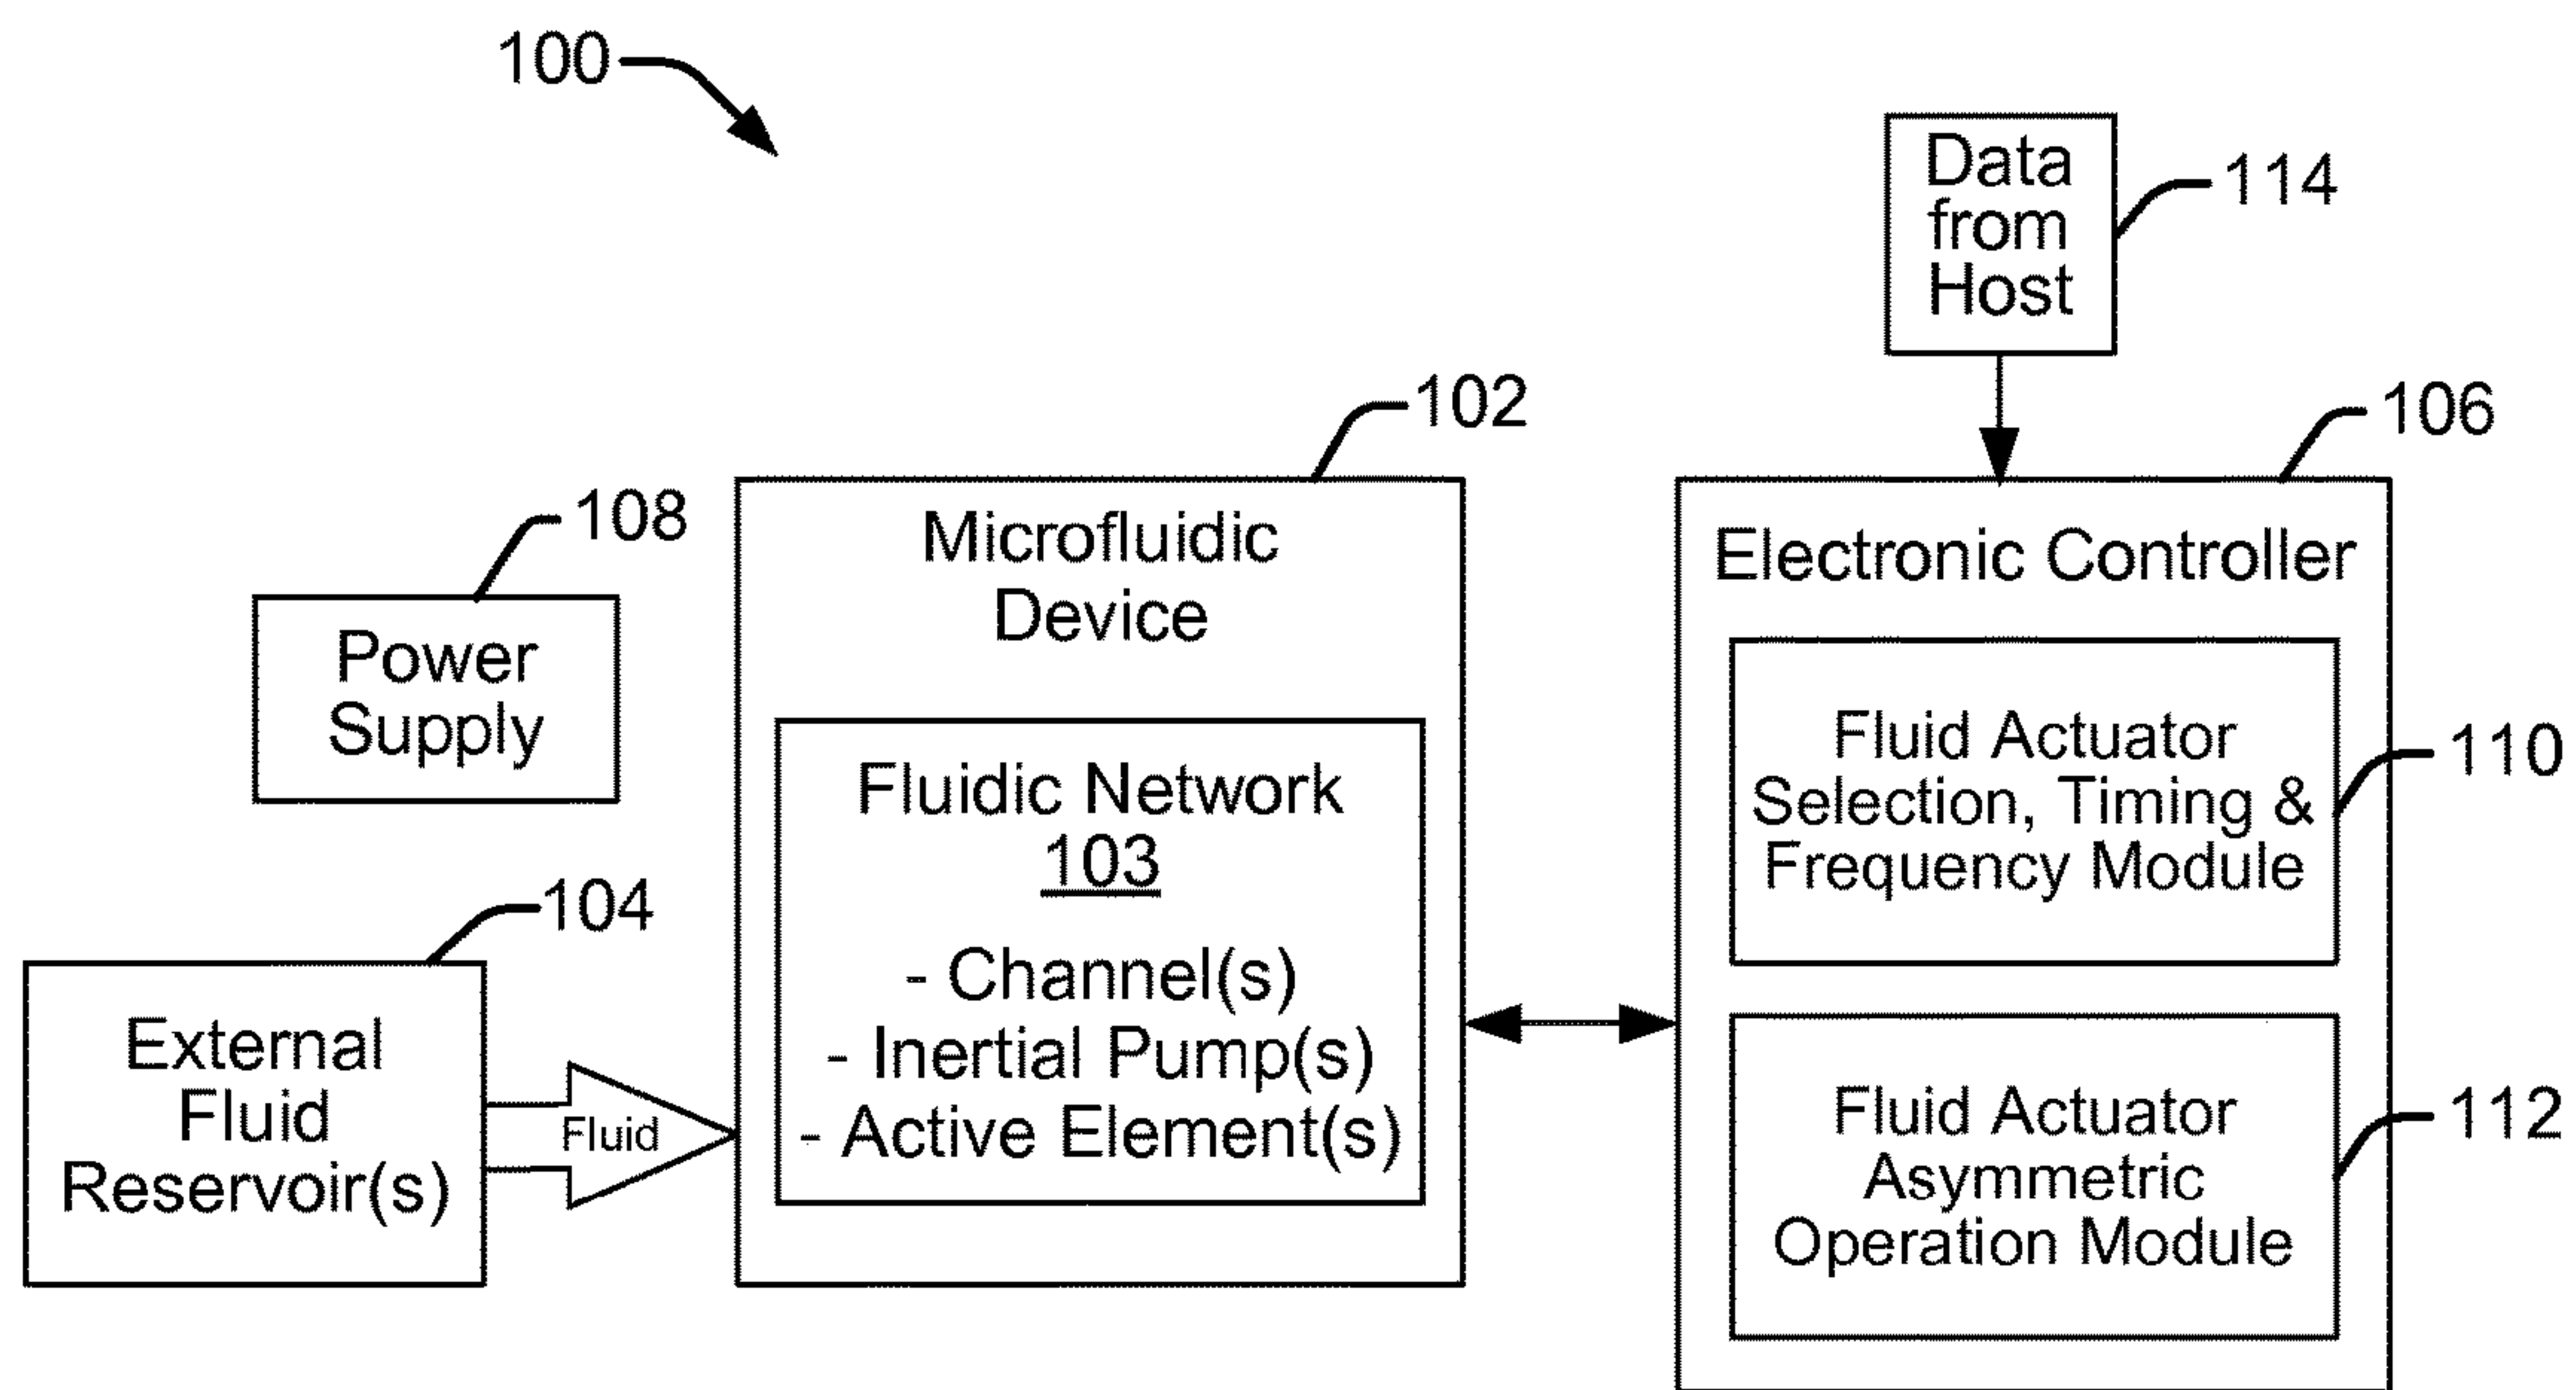 100
Data
from
Host
114
102
106
108
Power
Supply
Microfluidic
Device
Fluidic Network
103
- Channel(s)
- Inertial Pump(s)
- Active Element(s)
Electronic Controller
Fluid Actuator
Selection, Timing &
Frequency Module
110
104
External
Fluid
Reservoir(s)
Fluid
Fluid Actuator
Asymmetric
Operation Module
112